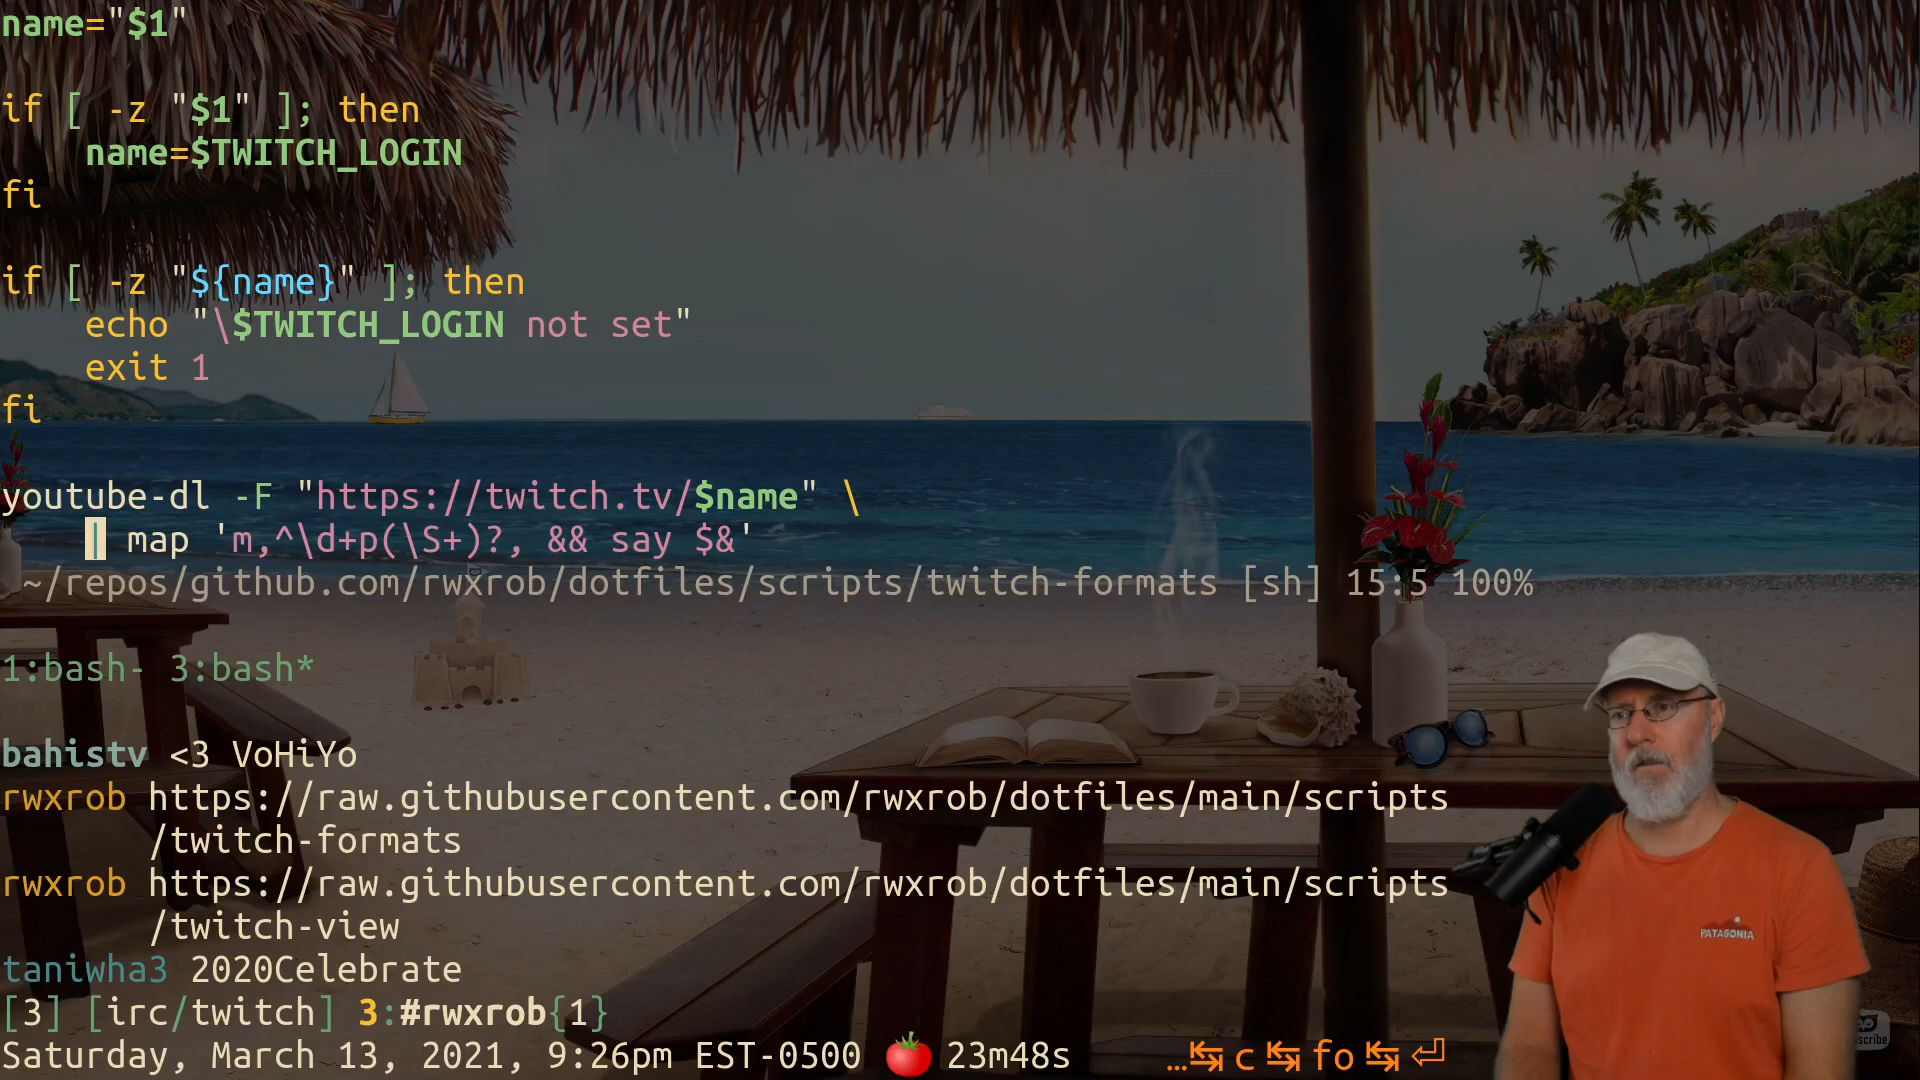 name="$1"
if [ -z "$1" ]; then
    name=$TWITCH_LOGIN
fi
if [ -z "${name}" ]; then
    echo "\$TWITCH_LOGIN not set"
    exit 1
fi
youtube-dl -F "https://twitch.tv/$name" \
    | map 'm,^\d+p(\S+)?, && say $&'
~/repos/github.com/rwxrob/dotfiles/scripts/twitch-formats [sh] 15:5 100%
1:bash- 3:bash*
bahistv <3 VoHiYo
rwxrob https://raw.githubusercontent.com/rwxrob/dotfiles/main/scripts
/twitch-formats
rwxrob https://raw.githubusercontent.com/rwxrob/dotfiles/main/scripts
/twitch-view
taniwha3 2020Celebrate
[3] [irc/twitch] 3:#rwxrob{1}
Saturday, March 13, 2021, 9:26pm EST-0500 🍅 23m48s …↹ c ↹ fo ↹ ⏎
PATAGONIA